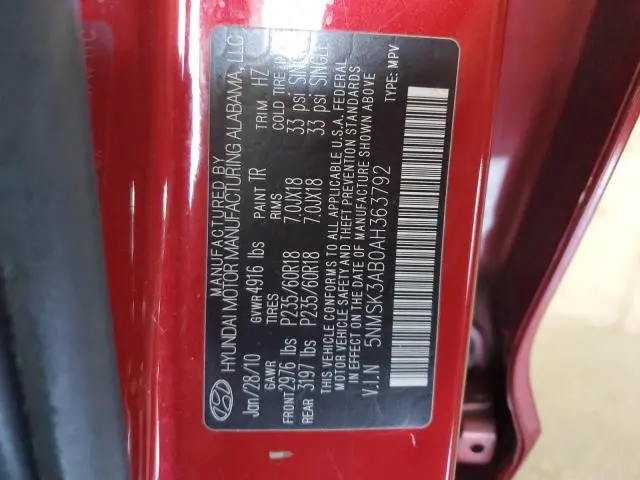 MANUFACTURED BY
HYUNDAI MOTOR MANUFACTURING ALABAMA, LLC
Jan/28/10 GVWR 4916 lbs PAINT TR TRIM HZ
GAWR TIRES RIMS COLD TIRE
FRONT 2976 lbs P235/60R18 7.0JX18 33 psi SINGLE
REAR 3197 lbs P235/60R18 7.0JX18 33 psi SINGLE
THIS VEHICLE CONFORMS TO ALL APPLICABLE U.S.A. FEDERAL
MOTOR VEHICLE SAFETY AND THEFT PREVENTION STANDARDS
IN EFFECT ON THE DATE OF MANUFACTURE SHOWN ABOVE
V.I.N 5NMSK3AB0AH363792 TYPE: MPV